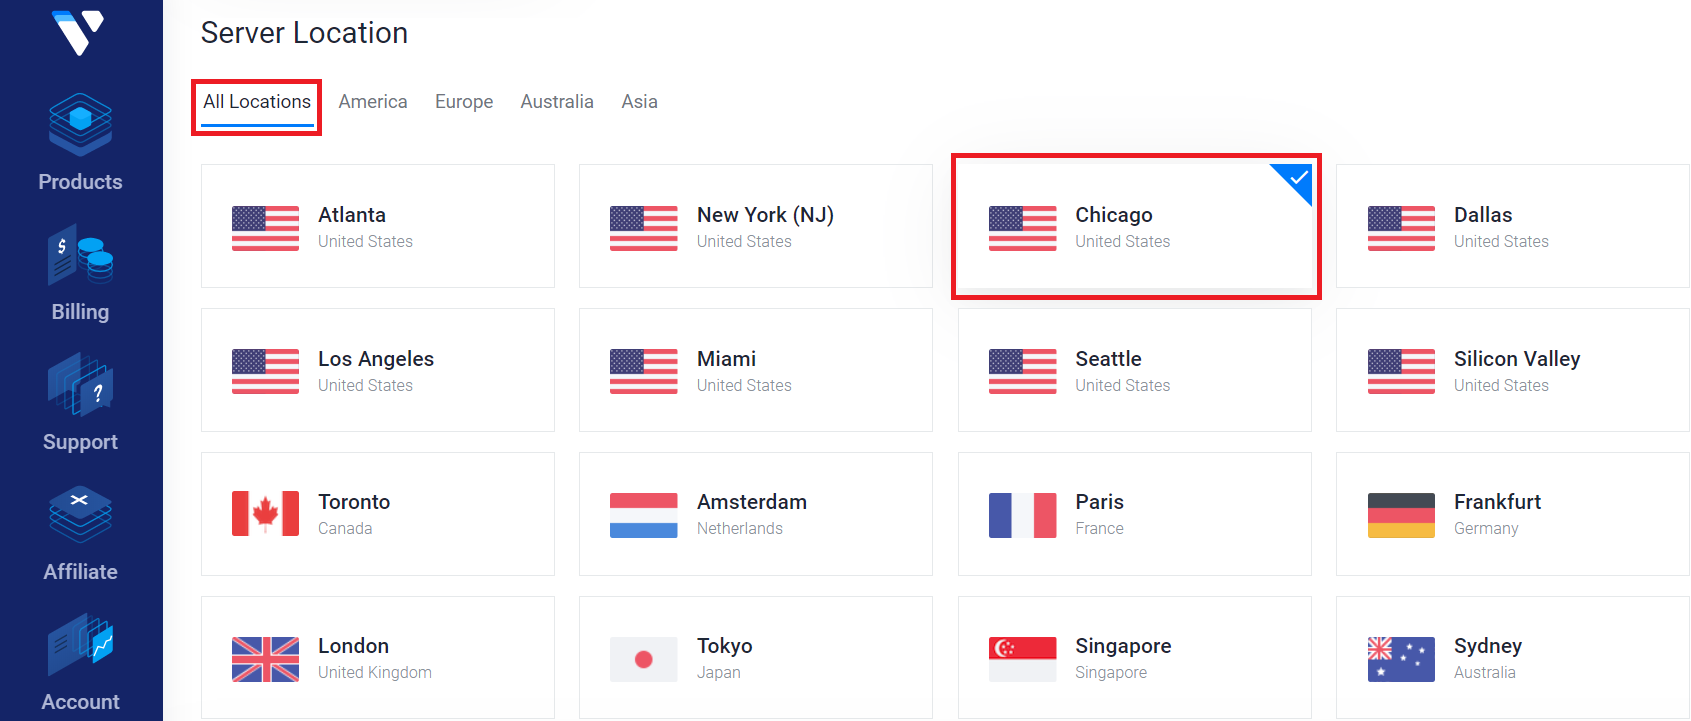 Server Location
All Locations America Europe Australia Asia
Products
Billing
Support
Affiliate
Account
Atlanta
United States
New York (NJ)
United States
Chicago
United States
Dallas
United States
Los Angeles
United States
Miami
United States
Seattle
United States
Silicon Valley
United States
Toronto
Canada
Amsterdam
Netherlands
Paris
France
Frankfurt
Germany
London
United Kingdom
Tokyo
Japan
Singapore
Singapore
Sydney
Australia